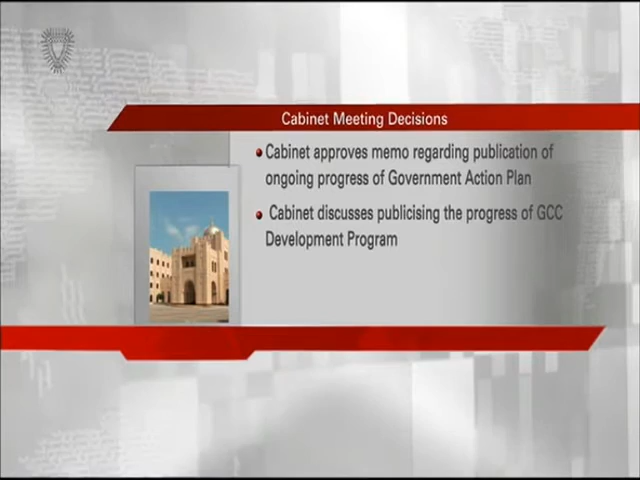 Cabinet Meeting Decisions
Cabinet approves memo regarding publication of
ongoing progress of Government Action Plan
Cabinet discusses publicising the progress of GCC
Development Program